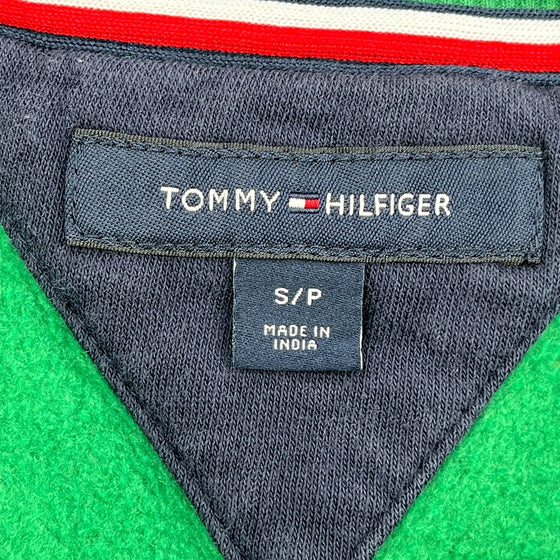 TOMMY HILFIGER
S/P
MADE IN
INDIA